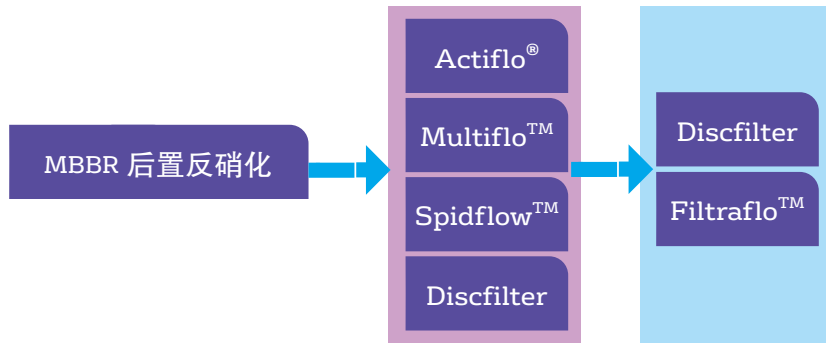 MBBR 后置反硝化
Actiflo®
Multiflo™
Spidflow™
Discfilter
Discfilter
Filtraflo™